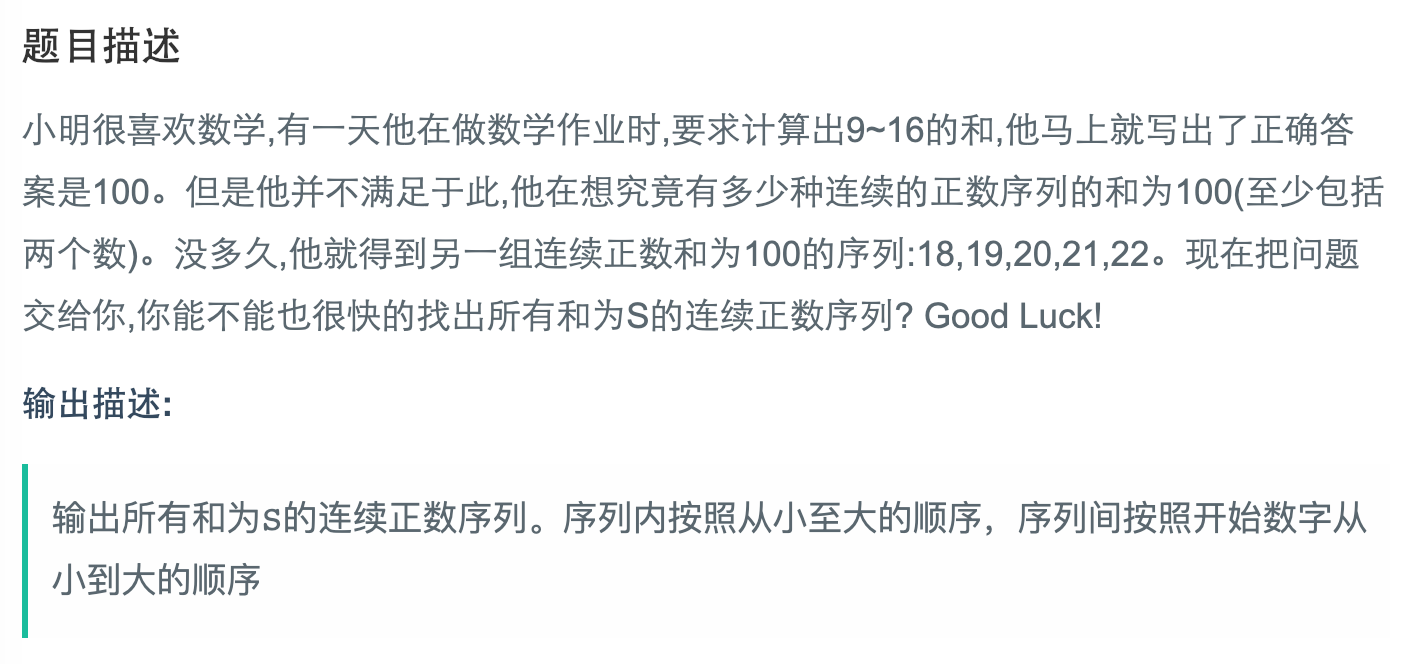 题目描述
小明很喜欢数学,有一天他在做数学作业时,要求计算出9~16的和,他马上就写出了正确答
案是100。但是他并不满足于此,他在想究竟有多少种连续的正数序列的和为100(至少包括
两个数)。没多久,他就得到另一组连续正数和为100的序列:18,19,20,21,22。现在把问题
交给你,你能不能也很快的找出所有和为S的连续正数序列? Good Luck!
输出描述:
输出所有和为s的连续正数序列。序列内按照从小至大的顺序，序列间按照开始数字从
小到大的顺序